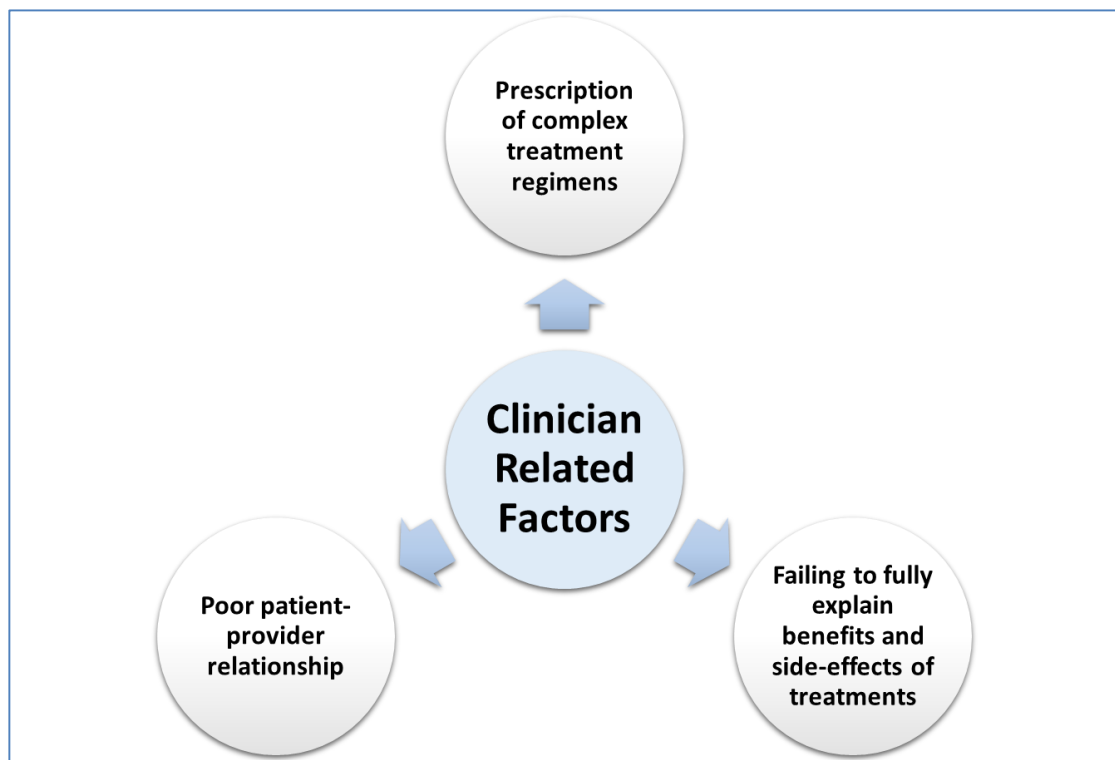 Prescription
of complex
treatment
regimens
Clinician
Related
Factors
Poor patient-
provider
relationship
Failing to fully
explain
benefits and
side-effects of
treatments